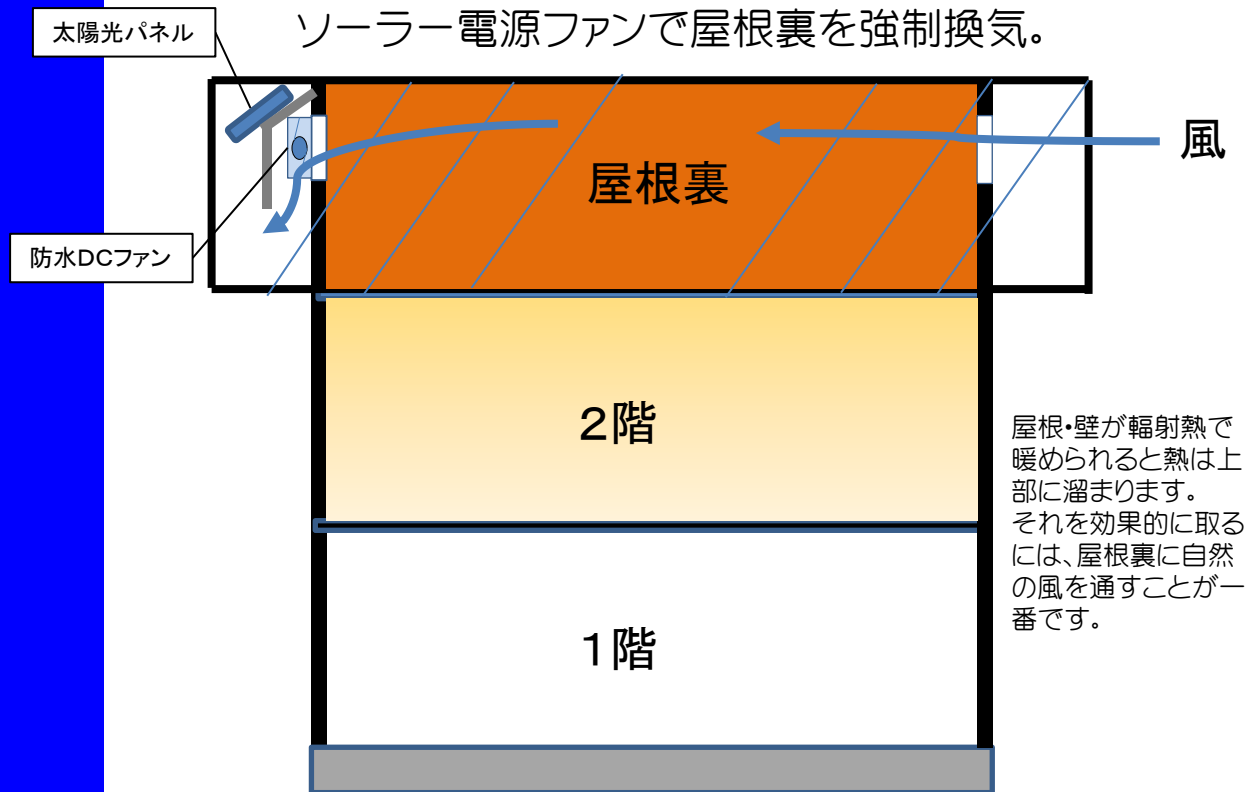 ソーラー電源ファンで屋根裏を強制換気。
太陽光パネル
風
屋根裏
防水DCファン
2階
屋根・壁が輻射熱で
暖められると熱は上
部に溜まります。
それを効果的に取る
には、屋根裏に自然
の風を通すことが一
番です。
1階